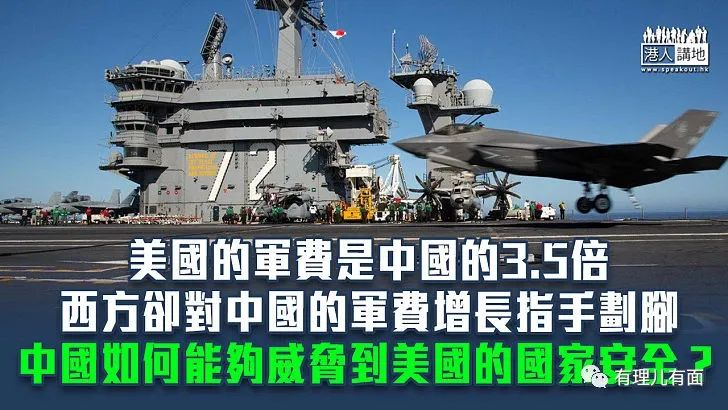 港人講地
www.speakout.hk
72
美國的軍費是中國的3.5倍
西方卻對中國的軍費增長指手劃腳
中國如何能夠威脅到美國的國家安全？
有理儿有面